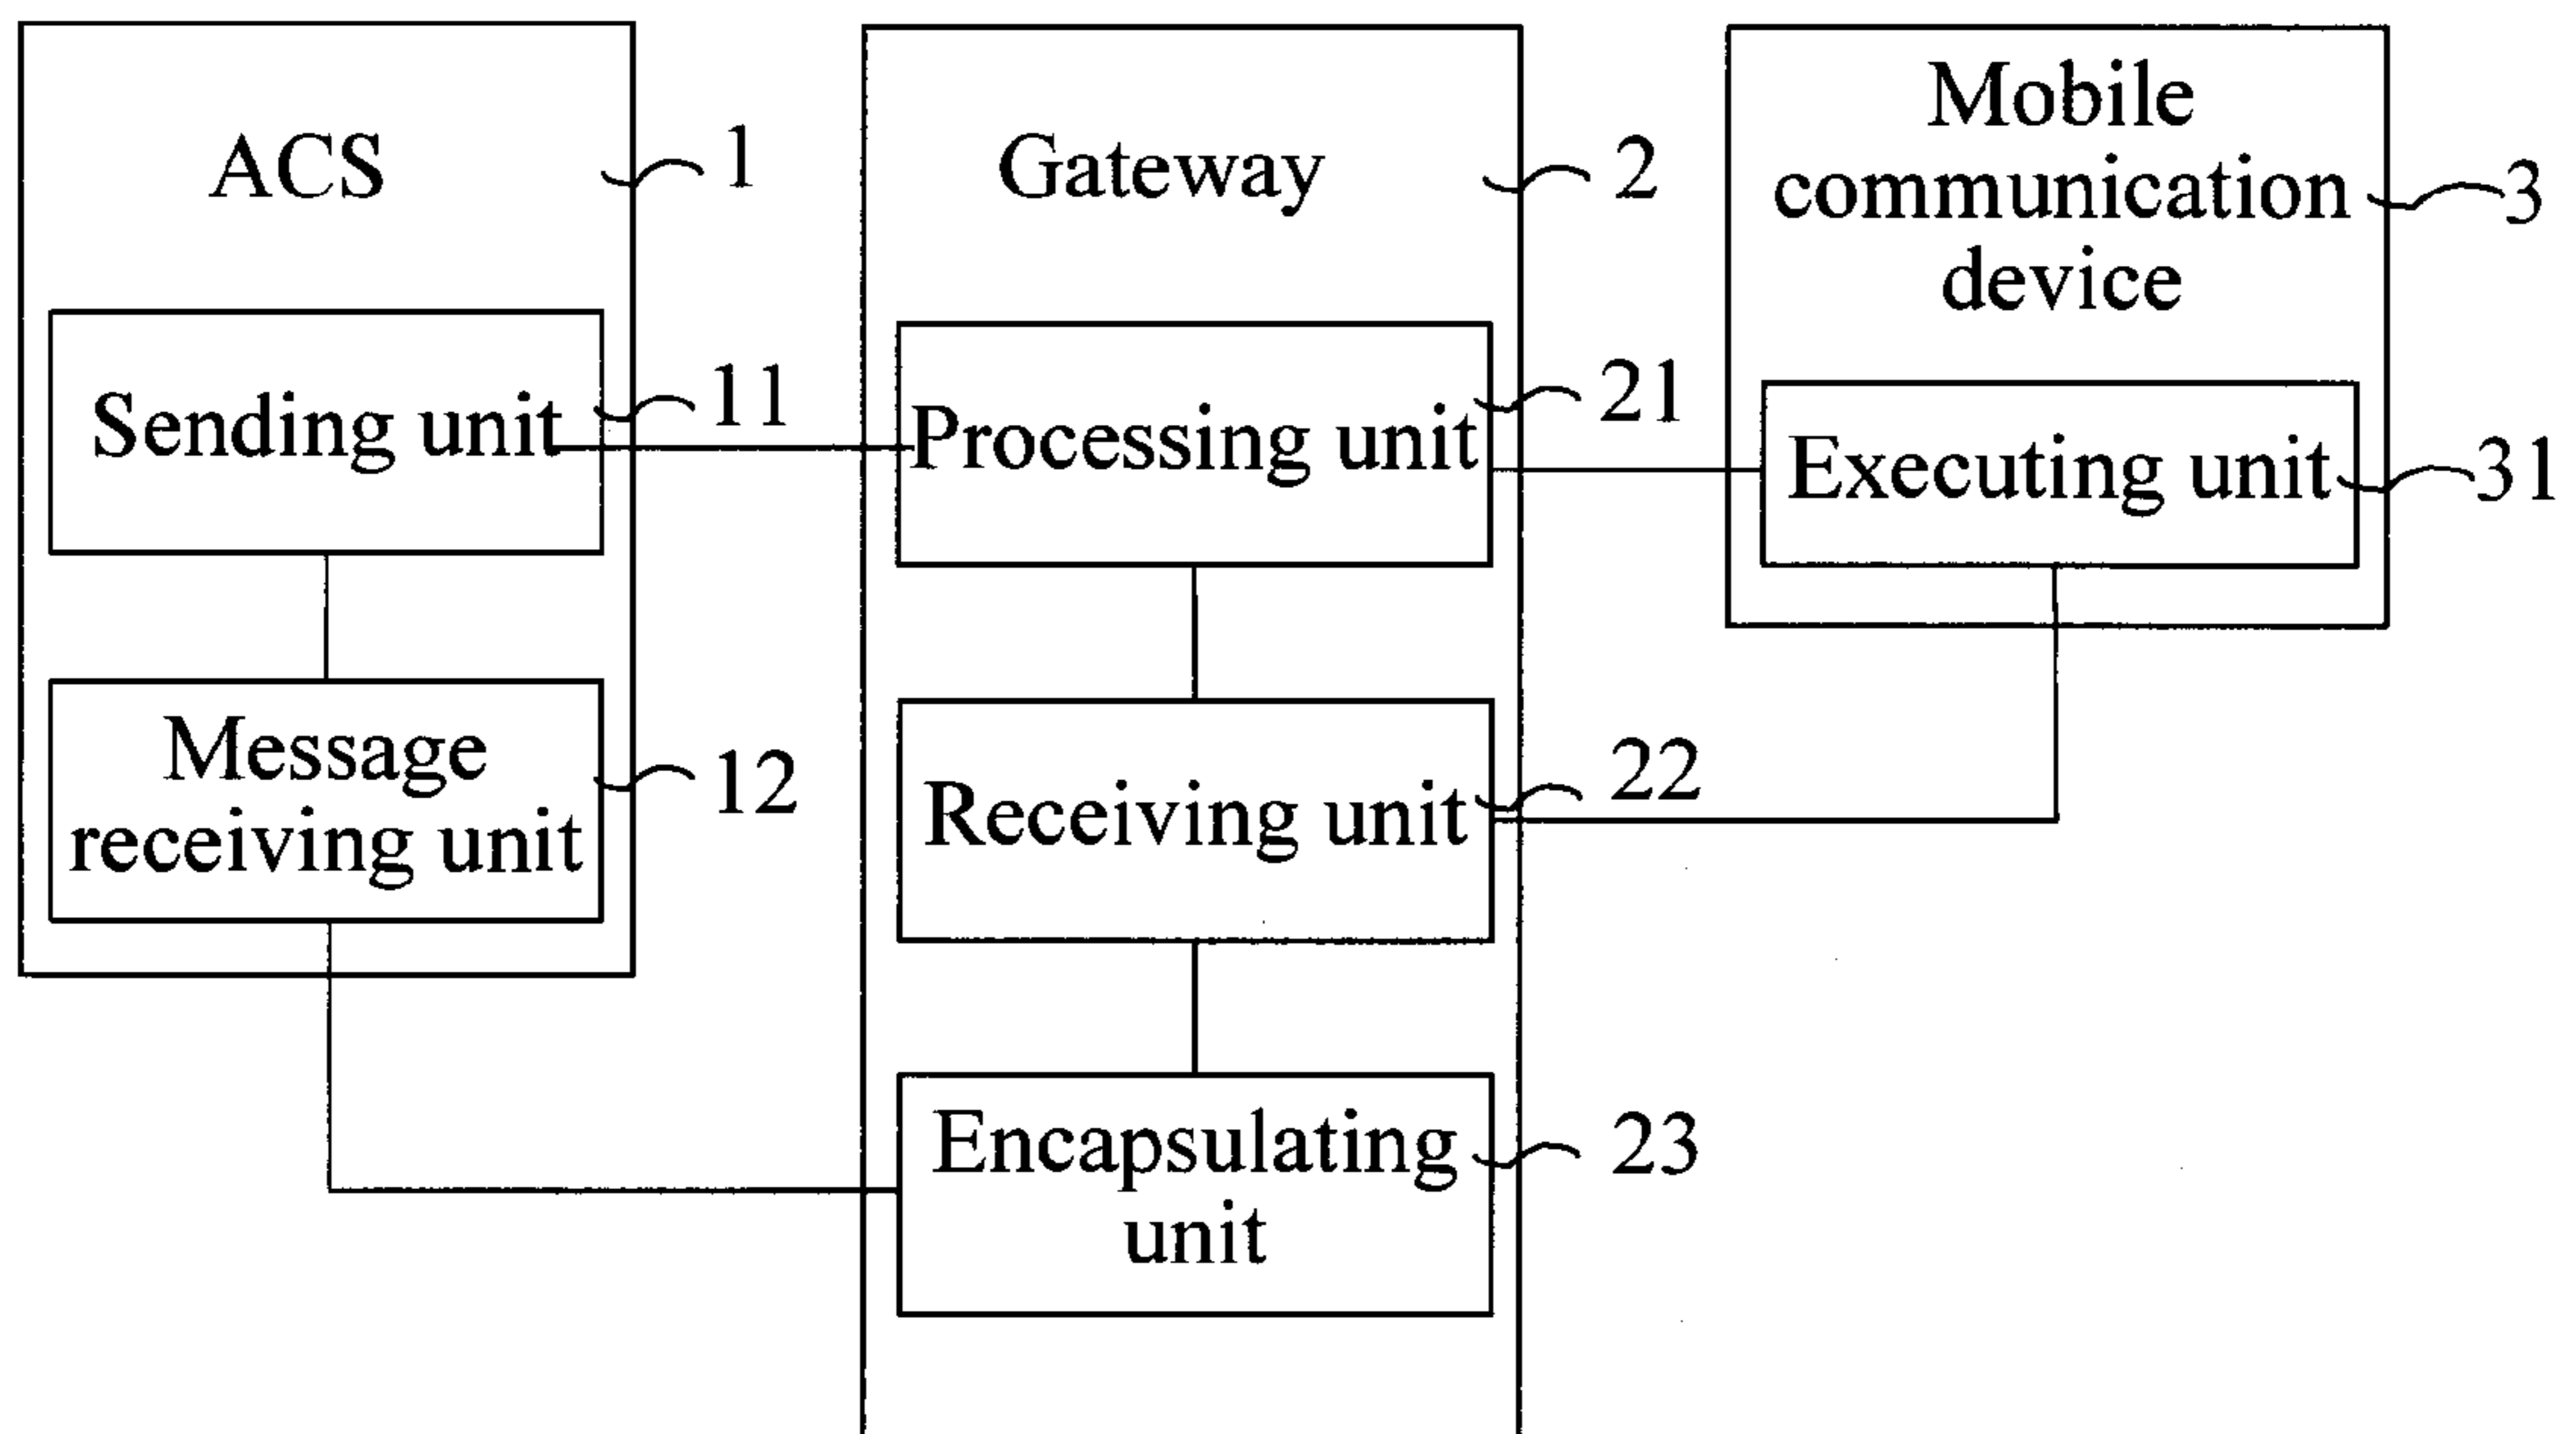 ACS
1
Sending unit
11
Message
receiving unit
12
Gateway
2
Processing unit
21
Receiving unit
22
Encapsulating
unit
23
Mobile
communication
device
3
Executing unit
31